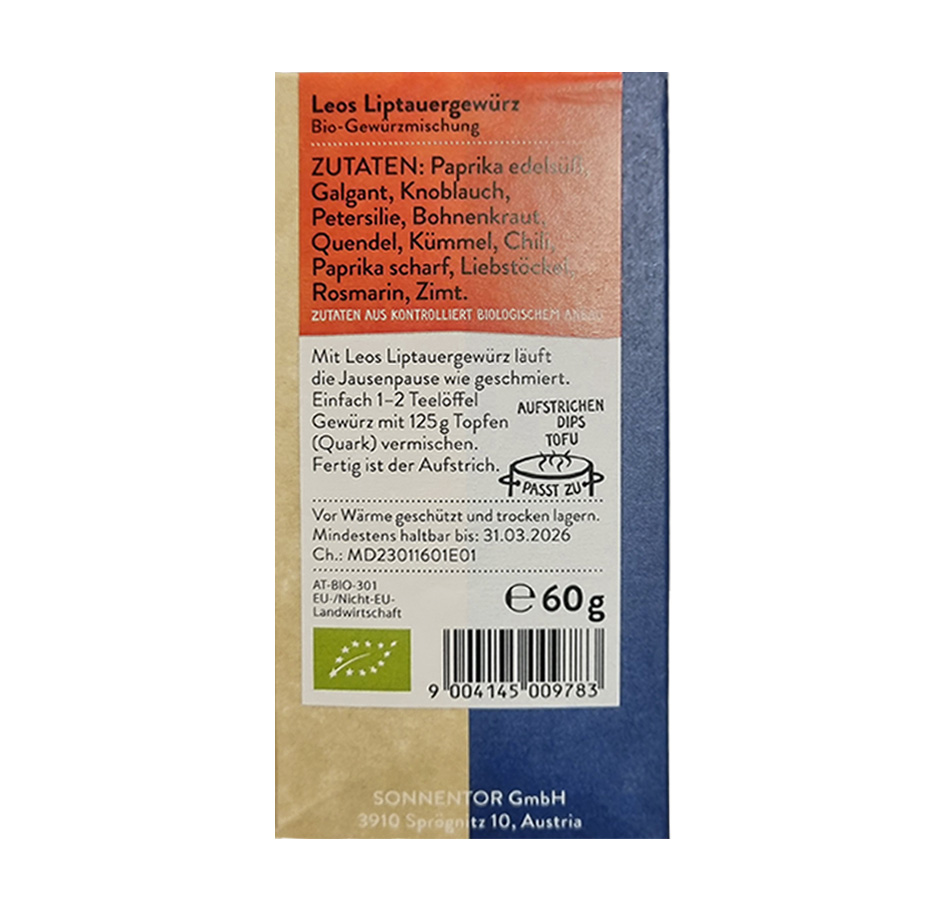 Leos Liptauergewürz
Bio-Gewürzmischung
ZUTATEN: Paprika edelsüß,
Galgant, Knoblauch,
Petersilie, Bohnenkraut,
Quendel, Kümmel, Chili,
Paprika scharf, Liebstöckel,
Rosmarin, Zimt.
ZUTATEN AUS KONTROLLIERT BIOLOGISCHEM ANBAU
Mit Leos Liptauergewürz läuft
die Jausenpause wie geschmiert.
Einfach 1–2 Teelöffel
Gewürz mit 125 g Topfen
(Quark) vermischen.
Fertig ist der Aufstrich.
AUFSTRICHEN
DIPS
TOFU
PASST ZU
Vor Wärme geschützt und trocken lagern.
Mindestens haltbar bis: 31.03.2026
Ch.: MD23011601E01
AT-BIO-301
EU-/Nicht-EU-
Landwirtschaft
℮ 60 g
9 004145 009783
SONNENTOR GmbH
3910 Sprögnitz 10, Austria